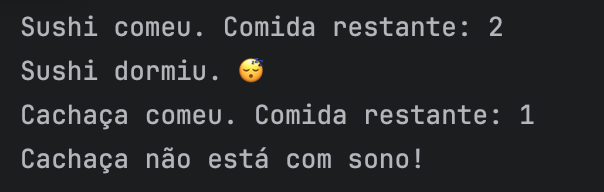 Sushi comeu. Comida restante: 2
Sushi dormiu. 😴
Cachaça comeu. Comida restante: 1
Cachaça não está com sono!